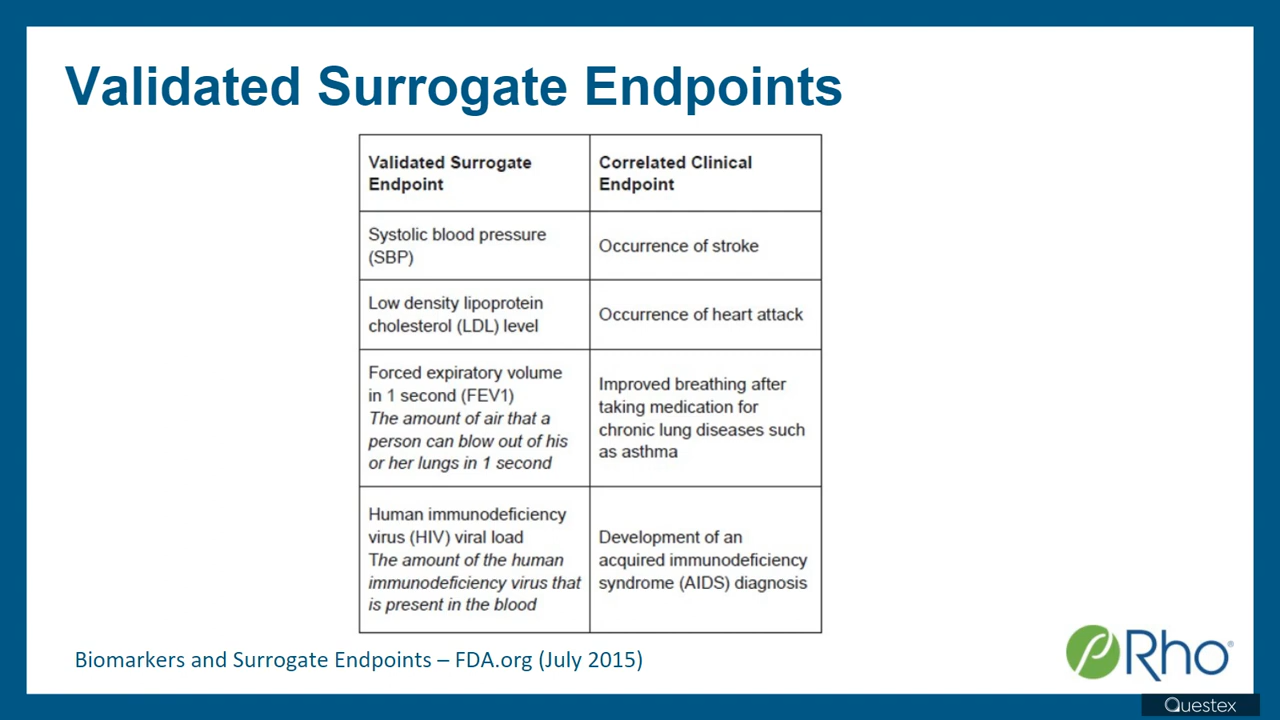 Validated Surrogate Endpoints
Validated Surrogate
Endpoint
Correlated Clinical
Endpoint
Systolic blood pressure
(SBP)
Occurrence of stroke
Low density lipoprotein
cholesterol (LDL) level
Occurrence of heart attack
Forced expiratory volume
in 1 second (FEV1)
The amount of air that a
person can blow out of his
or her lungs in 1 second
Improved breathing after
taking medication for
chronic lung diseases such
as asthma
Human immunodeficiency
virus (HIV) viral load
The amount of the human
immunodeficiency virus that
is present in the blood
Development of an
acquired immunodeficiency
syndrome (AIDS) diagnosis
Biomarkers and Surrogate Endpoints – FDA.org (July 2015)
Rho®
Questex